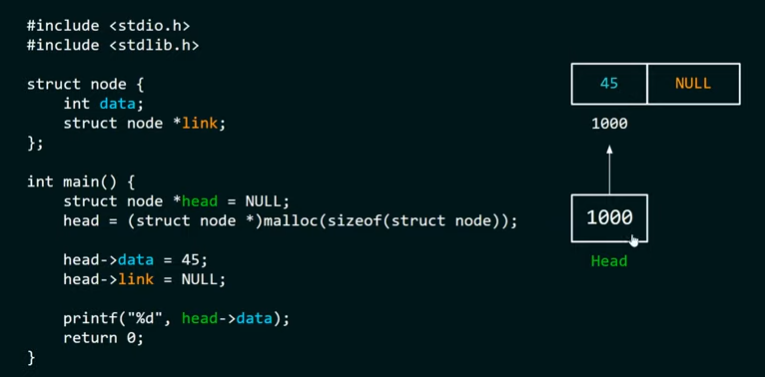 #include <stdio.h>
#include <stdlib.h>
struct node {
    int data;
    struct node *link;
};
int main() {
    struct node *head = NULL;
    head = (struct node *)malloc(sizeof(struct node));
    head->data = 45;
    head->link = NULL;
    printf("%d", head->data);
    return 0;
}
45 NULL
1000
1000
Head